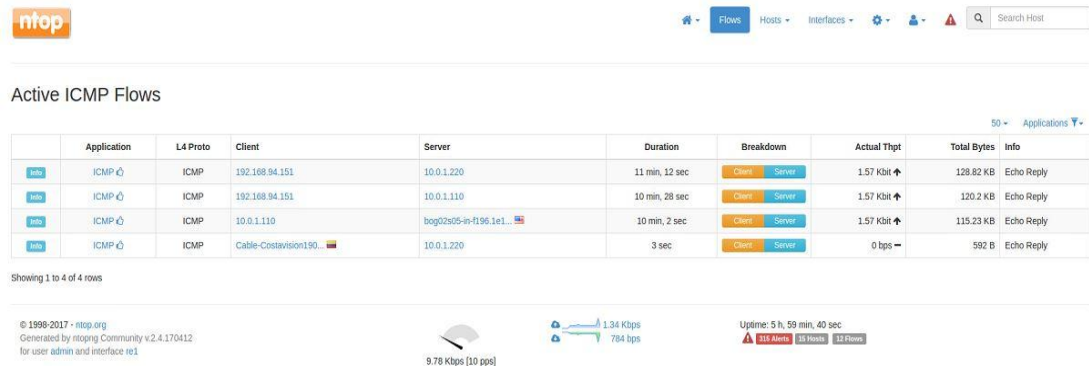 ntop
Flows Hosts Interfaces Search Host
Active ICMP Flows
50 Applications
Application L4 Proto Client Server Duration Breakdown Actual Thpt Total Bytes Info
Info ICMP ICMP 192.168.94.151 10.0.1.220 11 min, 12 sec Client Server 1.57 Kbit 128.82 KB Echo Reply
Info ICMP ICMP 192.168.94.151 10.0.1.110 10 min, 28 sec Client Server 1.57 Kbit 120.2 KB Echo Reply
Info ICMP ICMP 10.0.1.110 bog02s05-in-f196.1e1... 10 min, 2 sec Client Server 1.57 Kbit 115.23 KB Echo Reply
Info ICMP ICMP Cable-Costavision190... 10.0.1.220 3 sec Client Server 0 bps 592 B Echo Reply
Showing 1 to 4 of 4 rows
© 1998-2017 - ntop.org
Generated by ntopng Community v.2.4.170412
for user admin and interface re1
9.78 Kbps [10 pps]
1.34 Kbps
784 bps
Uptime: 5 h, 59 min, 40 sec
315 Alerts 15 Hosts 12 Flows